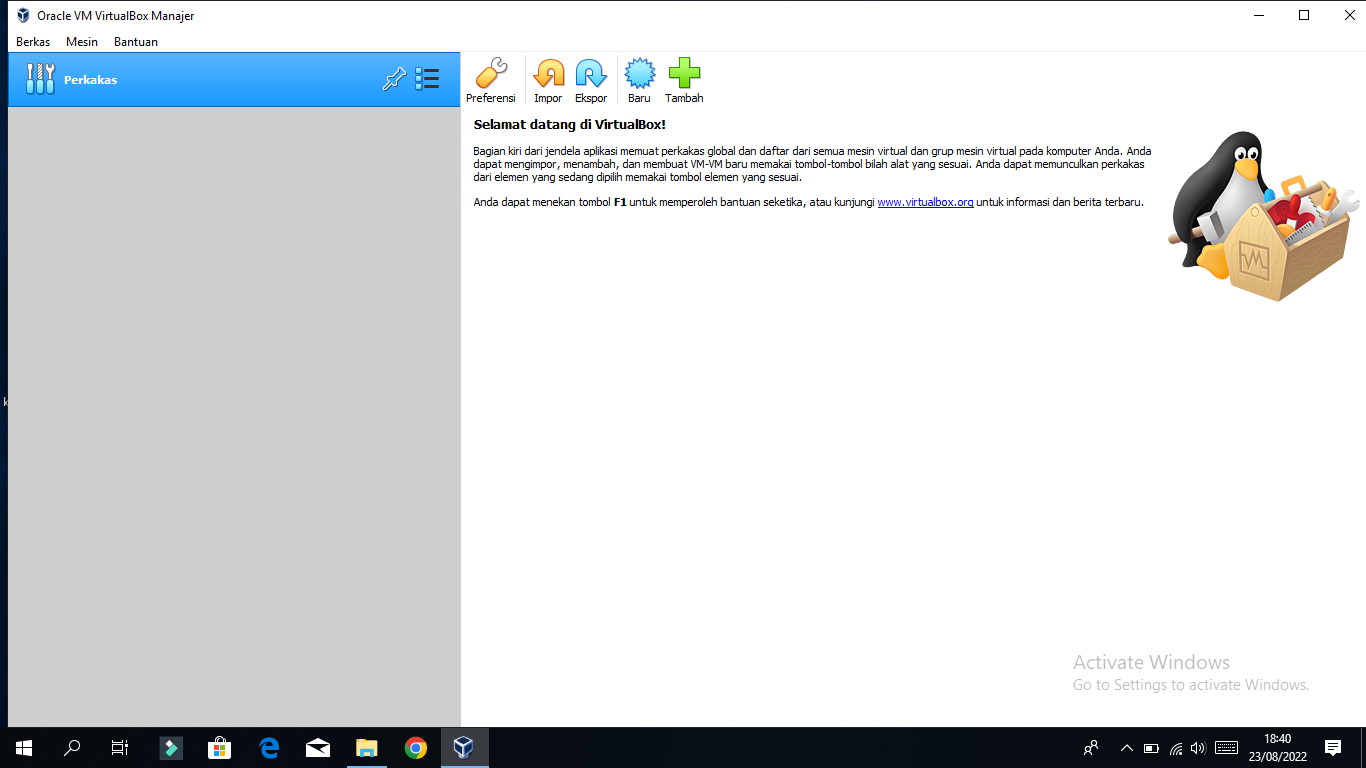 Oracle VM VirtualBox Manajer
Berkas Mesin Bantuan
Perkakas
Preferensi Impor Ekspor Baru Tambah
Selamat datang di VirtualBox!
Bagian kiri dari jendela aplikasi memuat perkakas global dan daftar dari semua mesin virtual dan grup mesin virtual pada komputer Anda. Anda
dapat mengimpor, menambah, dan membuat VM-VM baru memakai tombol-tombol bilah alat yang sesuai. Anda dapat memunculkan perkakas
dari elemen yang sedang dipilih memakai tombol elemen yang sesuai.
Anda dapat menekan tombol F1 untuk memperoleh bantuan seketika, atau kunjungi www.virtualbox.org untuk informasi dan berita terbaru.
k
Activate Windows
Go to Settings to activate Windows.
18:40
23/08/2022